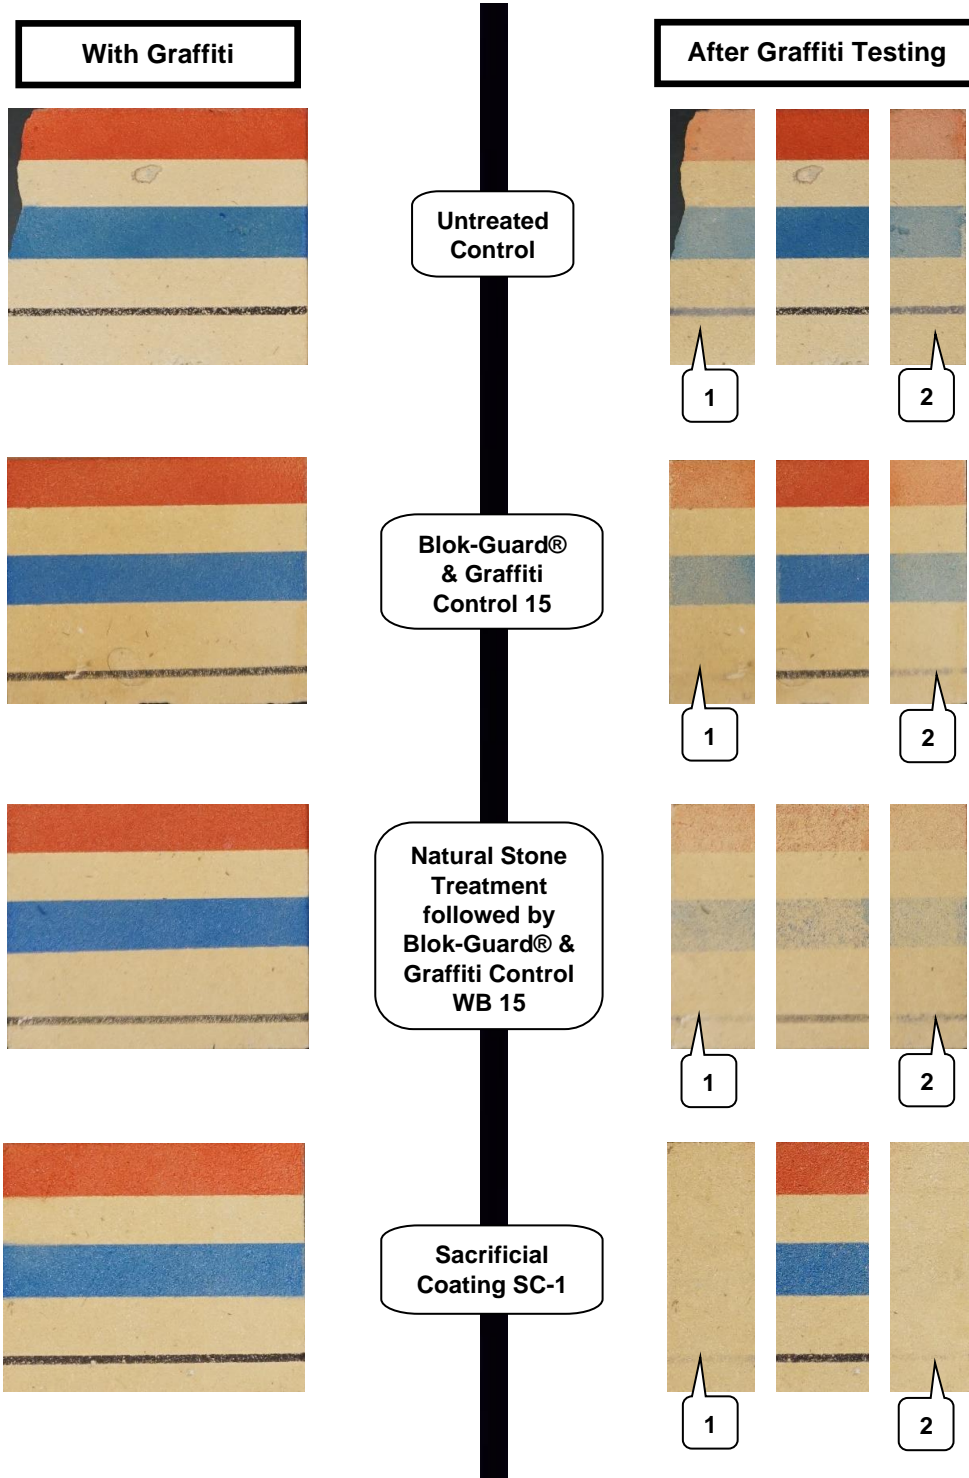 With Graffiti
After Graffiti Testing
Untreated
Control
1
2
Blok-Guard®
& Graffiti
Control 15
1
2
Natural Stone
Treatment
followed by
Blok-Guard® &
Graffiti Control
WB 15
1
2
Sacrificial
Coating SC-1
1
2